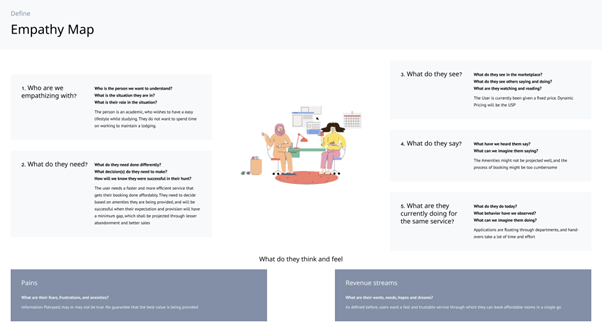 Define
Empathy Map
1. Who are we
empathizing with?
Who is the person we want to understand?
What is the situation they are in?
What is their role in the situation?
The person is an academic, who wishes to have a easy
lifestyle while studying. They do not want to spend time
on working to maintain a lodging.
2. What do they need?
What do they need done differently?
What decision(s) do they need to make?
How will we know they were successful in their hunt?
The user needs a faster and more efficient service that
gets their booking done affordably. They need to decide
based on amenities they are being provided, and will be
successful when their expectation and provision will have
a minimum gap, which shall be projected through lesser
abandonment and better sales
3. What do they see?
What do they see in the marketplace?
What do they see others saying and doing?
What are they watching and reading?
The User is currently been given a fixed price. Dynamic
Pricing will be the USP
4. What do they say?
What have we heard them say?
What can we imagine them saying?
The Amenities might not be projected well, and the
process of booking might be too cumbersome
5. What are they
currently doing for
the same service?
What do they do today?
What behavior have we observed?
What can we imagine them doing?
Applications are floating through departments, and hand-
overs take a lot of time and effort
What do they think and feel
Pains
What are their fears, frustrations, and anxieties?
Information Portrayed, may or may not be true. No guarantee that the best value is being provided
Revenue streams
What are their wants, needs, hopes and dreams?
As defined before, users want a fast and trustable service through which they can book affordable rooms in a single go